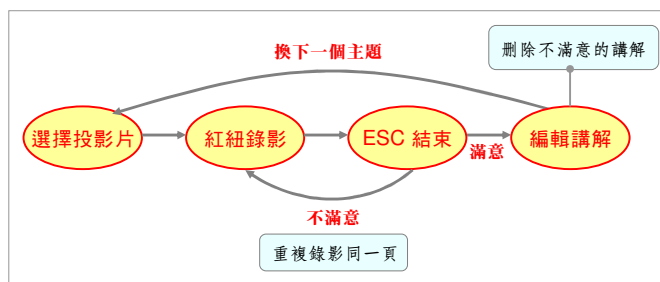 換下一個主題
刪除不滿意的講解
選擇投影片
紅紐錄影
ESC 結束
滿意
編輯講解
不滿意
重複錄影同一頁